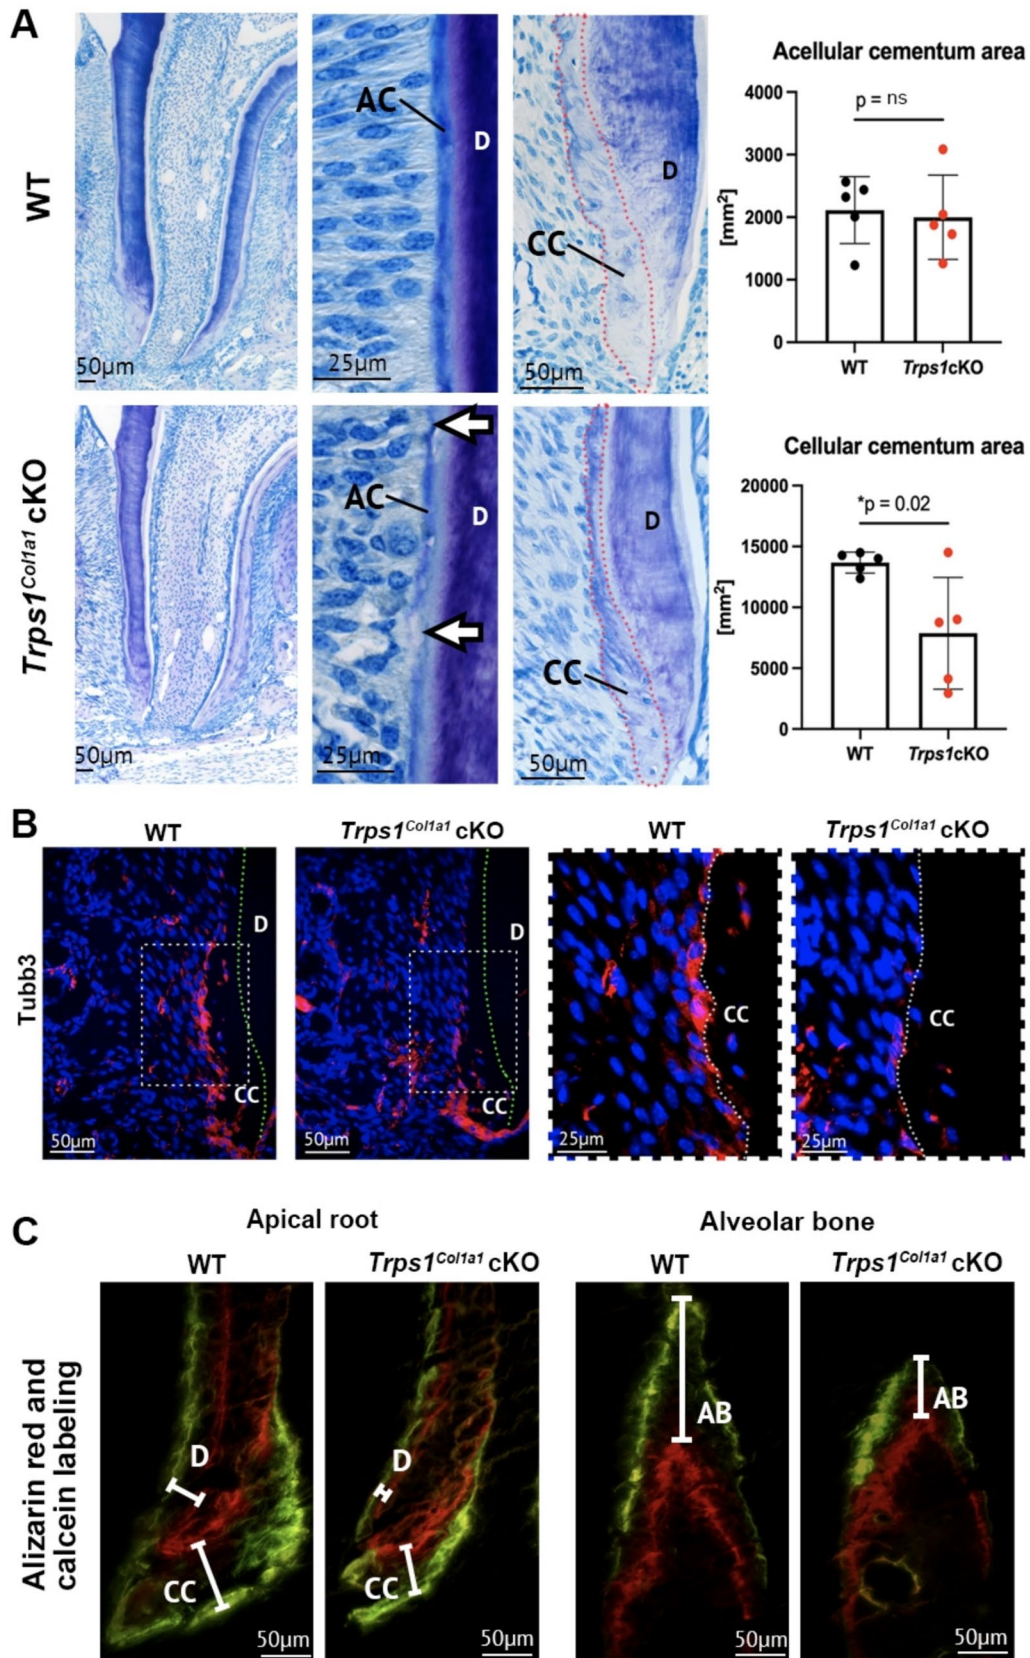 A
WT
AC
D
D
CC
50µm
25µm
50µm
Acellular cementum area
p = ns
4000
3000
2000
1000
0
[mm²]
WT
Trps1cKO
Trps1Col1a1 cKO
AC
D
D
CC
50µm
25µm
50µm
Cellular cementum area
*p = 0.02
20000
15000
10000
5000
0
[mm²]
WT
Trps1cKO
B
WT
Trps1Col1a1 cKO
WT
Trps1Col1a1 cKO
Tubb3
D
D
CC
CC
CC
CC
50µm
50µm
25µm
25µm
C
Apical root
Alveolar bone
WT
Trps1Col1a1 cKO
WT
Trps1Col1a1 cKO
Alizarin red and
calcein labeling
D
D
AB
AB
CC
CC
50µm
50µm
50µm
50µm